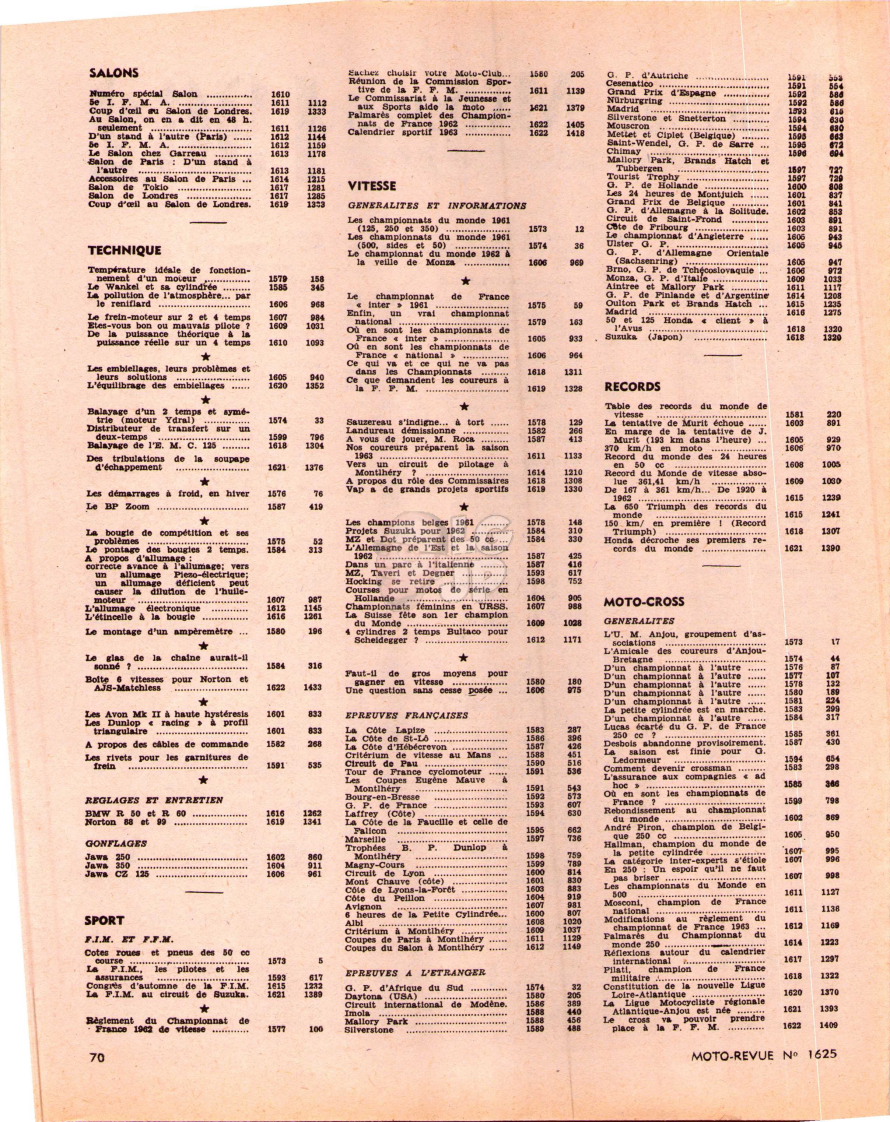 SALONS
Numéro spécial Salon ............. 1610
5e I. F. M. A. ..................... 1611 1112
Coup d'œil au Salon de Londres. 1619 1333
Au Salon, on en a dit en 48 h.
seulement ..................... 1611 1126
D'un stand à l'autre (Paris) .... 1612 1144
5e I. F. M. A. ..................... 1612 1159
Le Salon chez Garreau .......... 1613 1178
Salon de Paris : D'un stand à
l'autre ......................... 1613 1181
Accessoires au Salon de Paris ... 1614 1215
Salon de Tokio ................... 1617 1281
Salon de Londres ................ 1617 1285
Coup d'œil au Salon de Londres. 1619 1333
TECHNIQUE
Température idéale de fonction-
nement d'un moteur ........... 1579 158
Le Wankel et sa cylindrée ....... 1585 345
La pollution de l'atmosphère... par
le reniflard ................... 1606 968
Le frein-moteur sur 2 et 4 temps 1607 984
Etes-vous bon ou mauvais pilote ? 1609 1031
De la puissance théorique à la
puissance réelle sur un 4 temps 1610 1093
★
Les embiellages, leurs problèmes et
leurs solutions ................ 1605 940
L'équilibrage des embiellages ..... 1620 1352
★
Balayage d'un 2 temps et symé-
trie (moteur Ydral) .......... 1574 33
Distributeur de transfert sur un
deux-temps ................... 1599 796
Balayage de l'E. M. C. 125 ........ 1618 1304
Des tribulations de la soupape
d'échappement ................ 1621 1376
★
Les démarrages à froid, en hiver 1576 76
Le BP Zoom ..................... 1587 419
★
La bougie de compétition et ses
problèmes ..................... 1575 52
Le pontage des bougies 2 temps. 1584 313
A propos d'allumage :
correcte avance à l'allumage; vers
un allumage Piezo-électrique;
un allumage déficient peut
causer la dilution de l'huile-
moteur ........................ 1607 987
L'allumage électronique ......... 1612 1145
L'étincelle à la bougie ........... 1616 1261
Le montage d'un ampèremètre ... 1580 196
★
Le glas de la chaîne aurait-il
sonné ? ........................ 1584 316
Boîte 6 vitesses pour Norton et
AJS-Matchless ................. 1622 1433
★
Les Avon Mk II à haute hystérésis 1601 833
Les Dunlop « racing » à profil
triangulaire ................... 1601 833
A propos des câbles de commande 1582 268
Les rivets pour les garnitures de
frein .......................... 1591 535
★
REGLAGES ET ENTRETIEN
BMW R 50 et R 60 ............... 1616 1262
Norton 88 et 99 .................. 1619 1341
GONFLAGES
Jawa 250 ........................ 1602 860
Jawa 350 ........................ 1604 911
Jawa CZ 125 ..................... 1606 961
SPORT
F.I.M. ET F.F.M.
Cotes roues et pneus des 50 cc
course ......................... 1573 5
La F.I.M., les pilotes et les
assurances .................... 1593 617
Congrès d'automne de la F.I.M. 1615 1232
La F.I.M. au circuit de Suzuka. 1621 1389
★
Règlement du Championnat de
France 1962 de vitesse .......... 1577 100
Sachez choisir votre Moto-Club... 1580 205
Réunion de la Commission Spor-
tive de la F. F. M. ............ 1611 1139
Le Commissariat à la Jeunesse et
aux Sports aide la moto ...... 1621 1379
Palmarès complet des Champion-
nats de France 1962 ........... 1622 1405
Calendrier sportif 1963 ........... 1622 1418
VITESSE
GENERALITES ET INFORMATIONS
Les championnats du monde 1961
(125, 250 et 350) .............. 1573 12
Les championnats du monde 1961
(500, sides et 50) ............. 1574 36
Le championnat du monde 1962 à
la veille de Monza ............ 1606 969
★
Le championnat de France
« inter » 1961 ................. 1575 59
Enfin, un vrai championnat
national ....................... 1579 163
Où en sont les championnats de
France « inter » ............... 1605 933
Où en sont les championnats de
France « national » ............ 1606 964
Ce qui va et ce qui ne va pas
dans les Championnats ........ 1618 1311
Ce que demandent les coureurs à
la F. F. M. .................... 1619 1328
★
Sauzereau s'indigne... à tort ...... 1578 129
Landureau démissionne .......... 1582 266
A vous de jouer, M. Roca ........ 1587 413
Nos coureurs préparent la saison
1963 .......................... 1611 1133
Vers un circuit de pilotage à
Montlhéry ? ................... 1614 1210
A propos du rôle des Commissaires 1618 1308
Vap a de grands projets sportifs 1619 1330
★
Les champions belges 1961 ....... 1578 148
Projets Suzuki pour 1962 ......... 1584 310
MZ et Dot préparent des 50 cc ... 1584 330
L'Allemagne de l'Est et la saison
1962 .......................... 1587 425
Dans un parc à l'italienne ....... 1587 416
MZ, Taveri et Degner ............ 1593 617
Hocking se retire ................ 1598 752
Courses pour motos de série en
Hollande ...................... 1604 905
Championnats féminins en URSS. 1607 988
La Suisse fête son 1er champion
du Monde ..................... 1609 1028
4 cylindres 2 temps Bultaco pour
Scheidegger ? ................. 1612 1171
★
Faut-il de gros moyens pour
gagner en vitesse ............. 1580 180
Une question sans cesse posée ... 1606 975
EPREUVES FRANÇAISES
La Côte Lapize ................... 1583 287
La Côte de St-Lô ................ 1586 396
La Côte d'Hébécrevon ............ 1587 426
Critérium de vitesse au Mans ... 1588 451
Circuit de Pau ................... 1590 516
Tour de France cyclomoteur ...... 1591 536
Les Coupes Eugène Mauve à
Montlhéry ..................... 1591 543
Bourg-en-Bresse ................. 1592 573
G. P. de France ................. 1593 607
Laffrey (Côte) ................... 1594 630
La Côte de la Faucille et celle de
Falicon ........................ 1595 662
Marseille ........................ 1597 736
Trophées B. P. Dunlop à
Montlhéry ..................... 1598 759
Magny-Cours .................... 1599 789
Circuit de Lyon .................. 1600 814
Mont Chauve (côte) .............. 1601 830
Côte de Lyons-la-Forêt .......... 1603 883
Côte du Peillon .................. 1604 919
Avignon ......................... 1607 981
6 heures de la Petite Cylindrée... 1600 807
Albi ............................. 1608 1020
Critérium à Montlhéry ........... 1609 1037
Coupes de Paris à Montlhéry ..... 1611 1129
Coupes du Salon à Montlhéry ..... 1612 1149
EPREUVES A L'ETRANGER
G. P. d'Afrique du Sud .......... 1574 32
Daytona (USA) .................. 1580 205
Circuit international de Modène. 1586 389
Imola ............................ 1588 440
Mallory Park .................... 1588 456
Silverstone ...................... 1589 488
G. P. d'Autriche ................. 1591 553
Cesenatico ....................... 1591 554
Grand Prix d'Espagne ............ 1592 586
Nürburgring ..................... 1592 586
Madrid .......................... 1593 615
Silverstone et Snetterton ......... 1594 630
Mouscron ........................ 1594 630
Mettet et Ciplet (Belgique) ....... 1595 663
Saint-Wendel, G. P. de Sarre ... 1595 672
Chimay .......................... 1596 694
Mallory Park, Brands Hatch et
Tubbergen ..................... 1597 727
Tourist Trophy ................... 1597 729
G. P. de Hollande ............... 1600 808
Les 24 heures de Montjuich ...... 1601 837
Grand Prix de Belgique .......... 1601 841
G. P. d'Allemagne à la Solitude. 1602 853
Circuit de Saint-Frond ........... 1603 891
Côte de Fribourg ................ 1603 891
Le championnat d'Angleterre ...... 1605 943
Ulster G. P. ..................... 1605 945
G. P. d'Allemagne Orientale
(Sachsenring) .................. 1605 947
Brno, G. P. de Tchécoslovaquie ... 1606 972
Monza, G. P. d'Italie ............ 1609 1033
Aintree et Mallory Park .......... 1611 1117
G. P. de Finlande et d'Argentine 1614 1208
Oulton Park et Brands Hatch ... 1615 1235
Madrid .......................... 1616 1275
50 et 125 Honda « client » à
l'Avus ......................... 1618 1320
Suzuka (Japon) .................. 1618 1320
RECORDS
Table des records du monde de
vitesse ........................ 1581 220
La tentative de Murit échoue ..... 1603 891
En marge de la tentative de J.
Murit (193 km dans l'heure) ... 1605 929
370 km/h en moto ............... 1606 970
Record du monde des 24 heures
en 50 cc ....................... 1608 1005
Record du Monde de vitesse abso-
lue 361,41 km/h ............... 1609 1030
De 167 à 361 km/h... De 1920 à
1962 .......................... 1615 1239
La 650 Triumph des records du
monde ......................... 1615 1241
150 km/ en première ! (Record
Triumph) ...................... 1618 1307
Honda décroche ses premiers re-
cords du monde ............... 1621 1390
MOTO-CROSS
GENERALITES
L'U. M. Anjou, groupement d'as-
sociations ..................... 1573 17
L'Amicale des coureurs d'Anjou-
Bretagne ...................... 1574 44
D'un championnat à l'autre ...... 1576 87
D'un championnat à l'autre ...... 1577 107
D'un championnat à l'autre ...... 1578 132
D'un championnat à l'autre ...... 1580 189
D'un championnat à l'autre ...... 1581 224
La petite cylindrée est en marche. 1583 299
D'un championnat à l'autre ...... 1584 317
Lucas écarté du G. P. de France
250 cc ? ....................... 1585 361
Desbois abandonne provisoirement. 1587 430
La saison est finie pour G.
Ledormeur ..................... 1594 654
Comment devenir crossman ....... 1583 298
L'assurance aux compagnies « ad
hoc » .......................... 1585 366
Où en sont les championnats de
France ? ....................... 1599 798
Rebondissement au championnat
du monde ..................... 1602 869
André Piron, champion de Belgi-
que 250 cc .................... 1605 950
Hallman, champion du monde de
la petite cylindrée ............. 1607 995
La catégorie inter-experts s'étiole 1607 996
En 250 : Un espoir qu'il ne faut
pas briser ..................... 1607 998
Les championnats du Monde en
500 ........................... 1611 1127
Mosconi, champion de France
national ....................... 1611 1136
Modifications au règlement du
championnat de France 1963 ... 1612 1169
Palmarès du Championnat du
monde 250 .................... 1614 1223
Réflexions autour du calendrier
international ................... 1617 1297
Pilati, champion de France
militaire ....................... 1618 1322
Constitution de la nouvelle Ligue
Loire-Atlantique ............... 1620 1370
La Ligue Motocycliste régionale
Atlantique-Anjou est née ....... 1621 1393
Le cross va pouvoir prendre
place à la F. F. M. ........... 1622 1409
70
MOTO-REVUE N° 1625